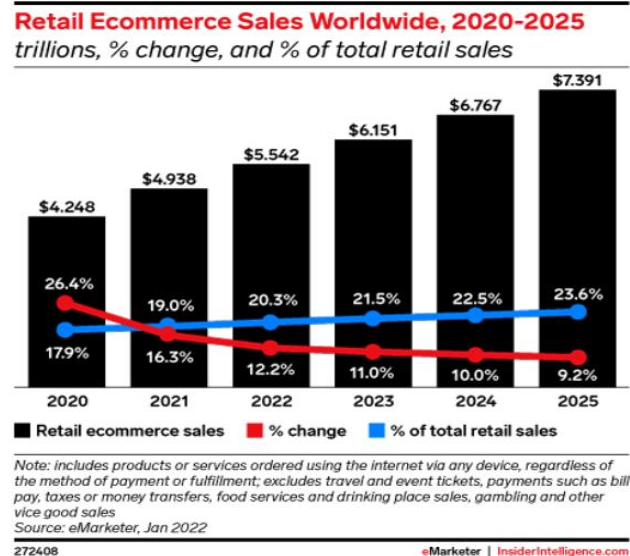 Retail Ecommerce Sales Worldwide, 2020-2025
trillions, % change, and % of total retail sales
$7.391
$6.767
$6.151
$5.542
$4.938
$4.248
26.4%
19.0%
20.3%
21.5%
22.5%
23.6%
17.9%
16.3%
12.2%
11.0%
10.0%
9.2%
2020 2021 2022 2023 2024 2025
Retail ecommerce sales % change % of total retail sales
Note: includes products or services ordered using the internet via any device, regardless of
the method of payment or fulfillment; excludes travel and event tickets, payments such as bill
pay, taxes or money transfers, food services and drinking place sales, gambling and other
vice good sales
Source: eMarketer, Jan 2022
272408 eMarketer | InsiderIntelligence.com